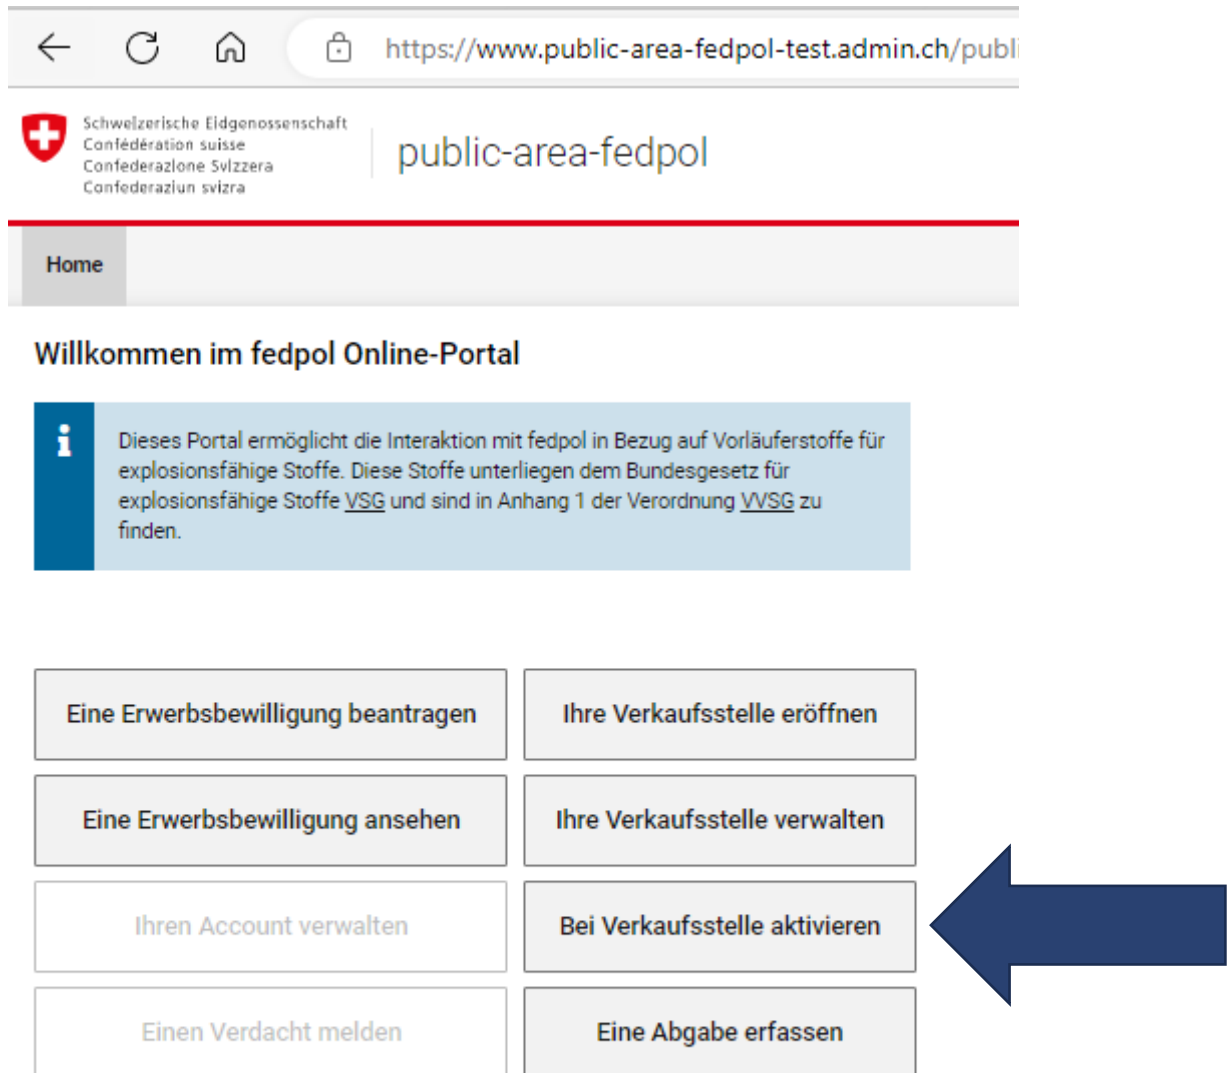 https://www.public-area-fedpol-test.admin.ch/publi
Schweizerische Eidgenossenschaft
Confédération suisse
Confederazione Svizzera
Confederaziun svizra
public-area-fedpol
Home
Willkommen im fedpol Online-Portal
Dieses Portal ermöglicht die Interaktion mit fedpol in Bezug auf Vorläuferstoffe für
explosionsfähige Stoffe. Diese Stoffe unterliegen dem Bundesgesetz für
explosionsfähige Stoffe VSG und sind in Anhang 1 der Verordnung VVSG zu
finden.
Eine Erwerbsbewilligung beantragen
Ihre Verkaufsstelle eröffnen
Eine Erwerbsbewilligung ansehen
Ihre Verkaufsstelle verwalten
Ihren Account verwalten
Bei Verkaufsstelle aktivieren
Einen Verdacht melden
Eine Abgabe erfassen